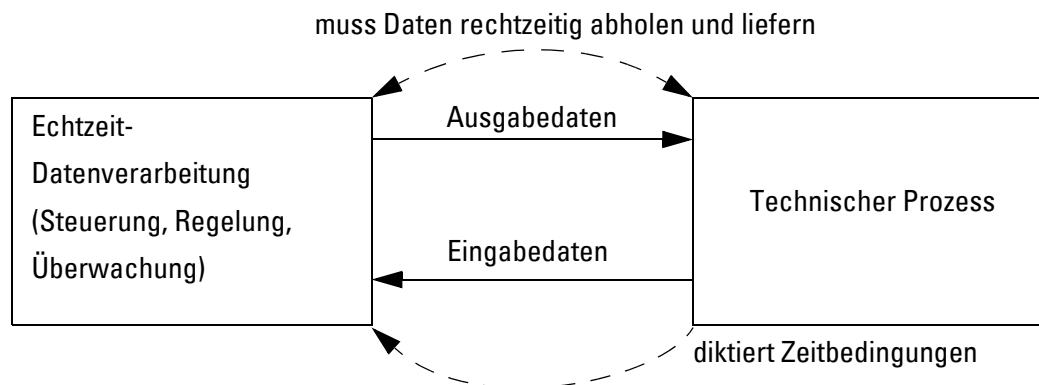 muss Daten rechtzeitig abholen und liefern
Echtzeit-
Datenverarbeitung
(Steuerung, Regelung,
Überwachung)
Ausgabedaten
Eingabedaten
Technischer Prozess
diktiert Zeitbedingungen